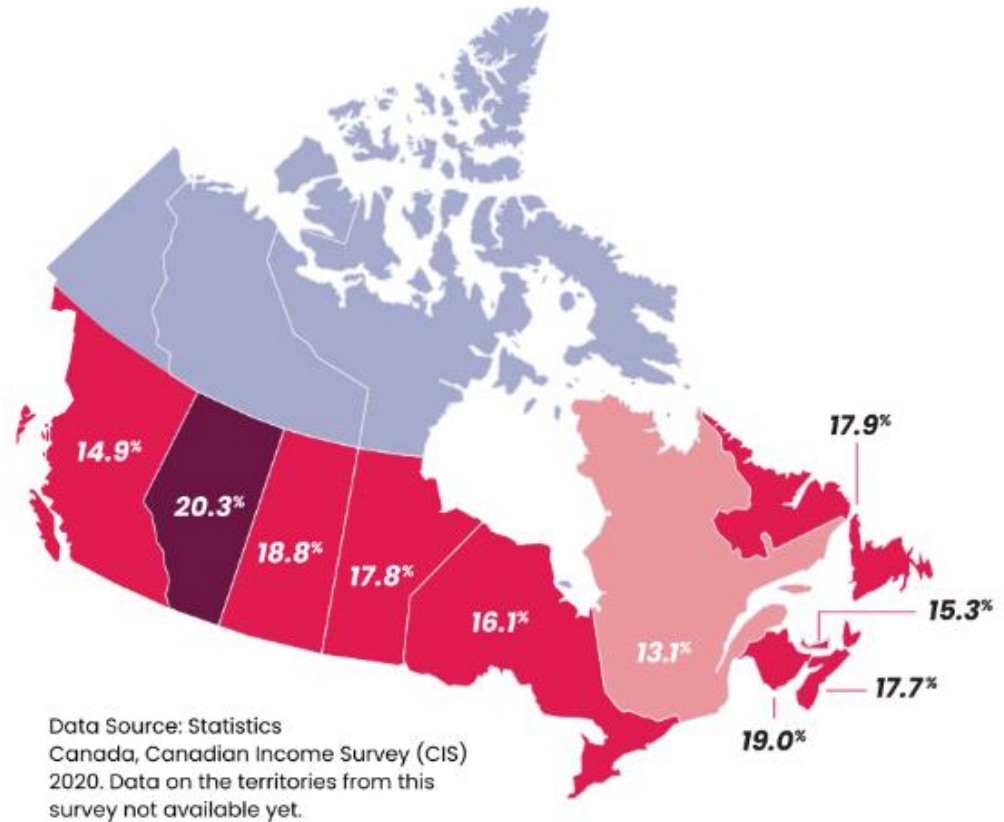 17.9%
14.9%
20.3%
18.8%
17.8%
15.3%
16.1%
13.1%
17.7%
19.0%
Data Source: Statistics
Canada, Canadian Income Survey (CIS)
2020. Data on the territories from this
survey not available yet.